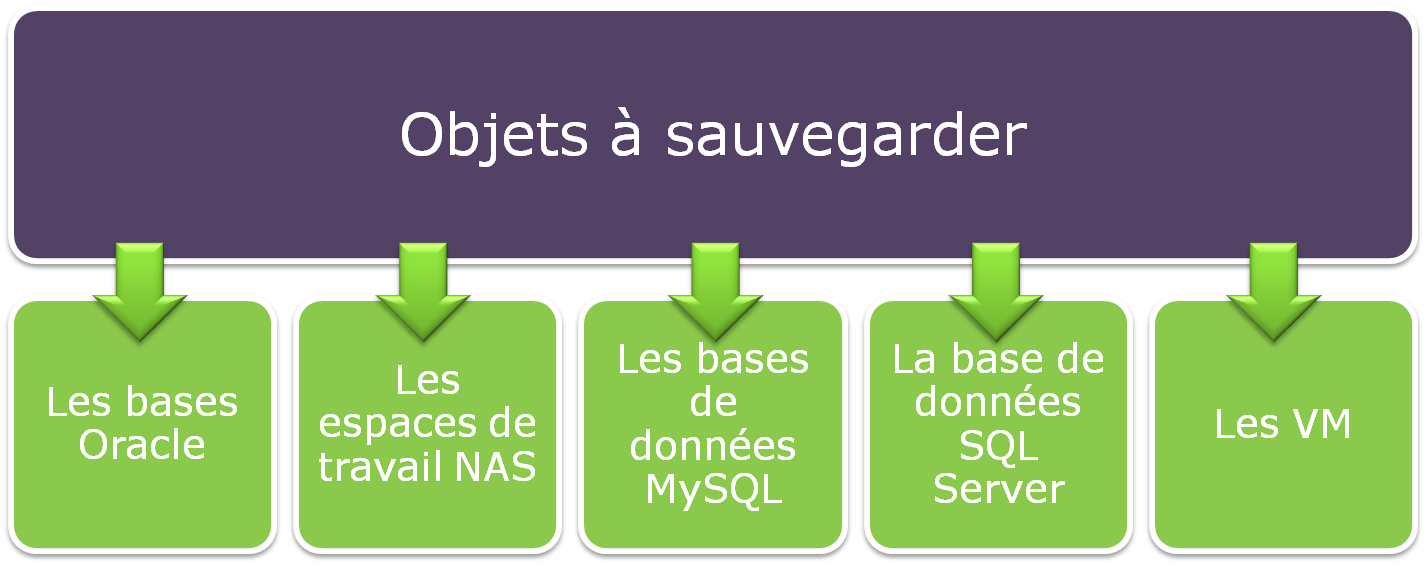 Objets à sauvegarder
Les bases
Oracle
Les
espaces de
travail NAS
Les bases
de
données
MySQL
La base de
données
SQL
Server
Les VM